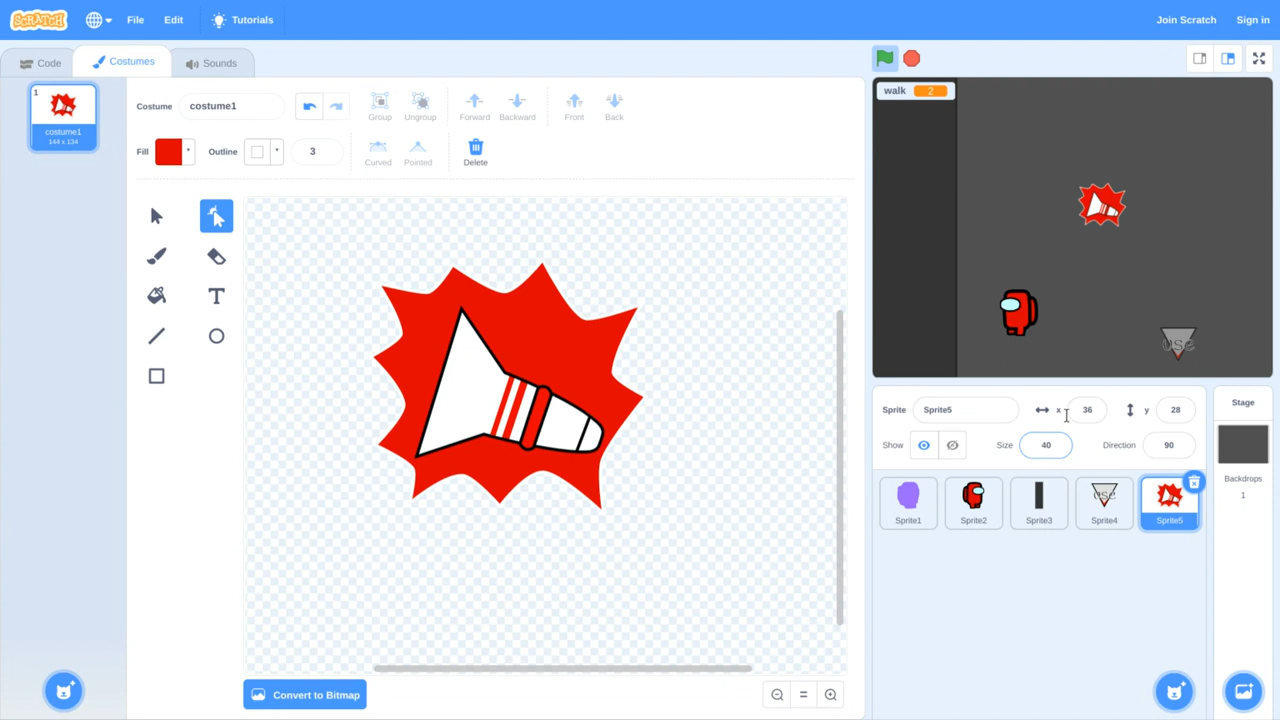 SCRATCH File Edit Tutorials Join Scratch Sign in
Code Costumes Sounds
1
costume1
144 x 134
Costume costume1 Group Ungroup Forward Backward Front Back
Fill Outline 3 Curved Pointed Delete
Convert to Bitmap
walk 2
use
Sprite Sprite5 x 36 y 28
Show Size 40 Direction 90
Sprite1 Sprite2 Sprite3 use Sprite4 Sprite5
Stage
Backdrops
1